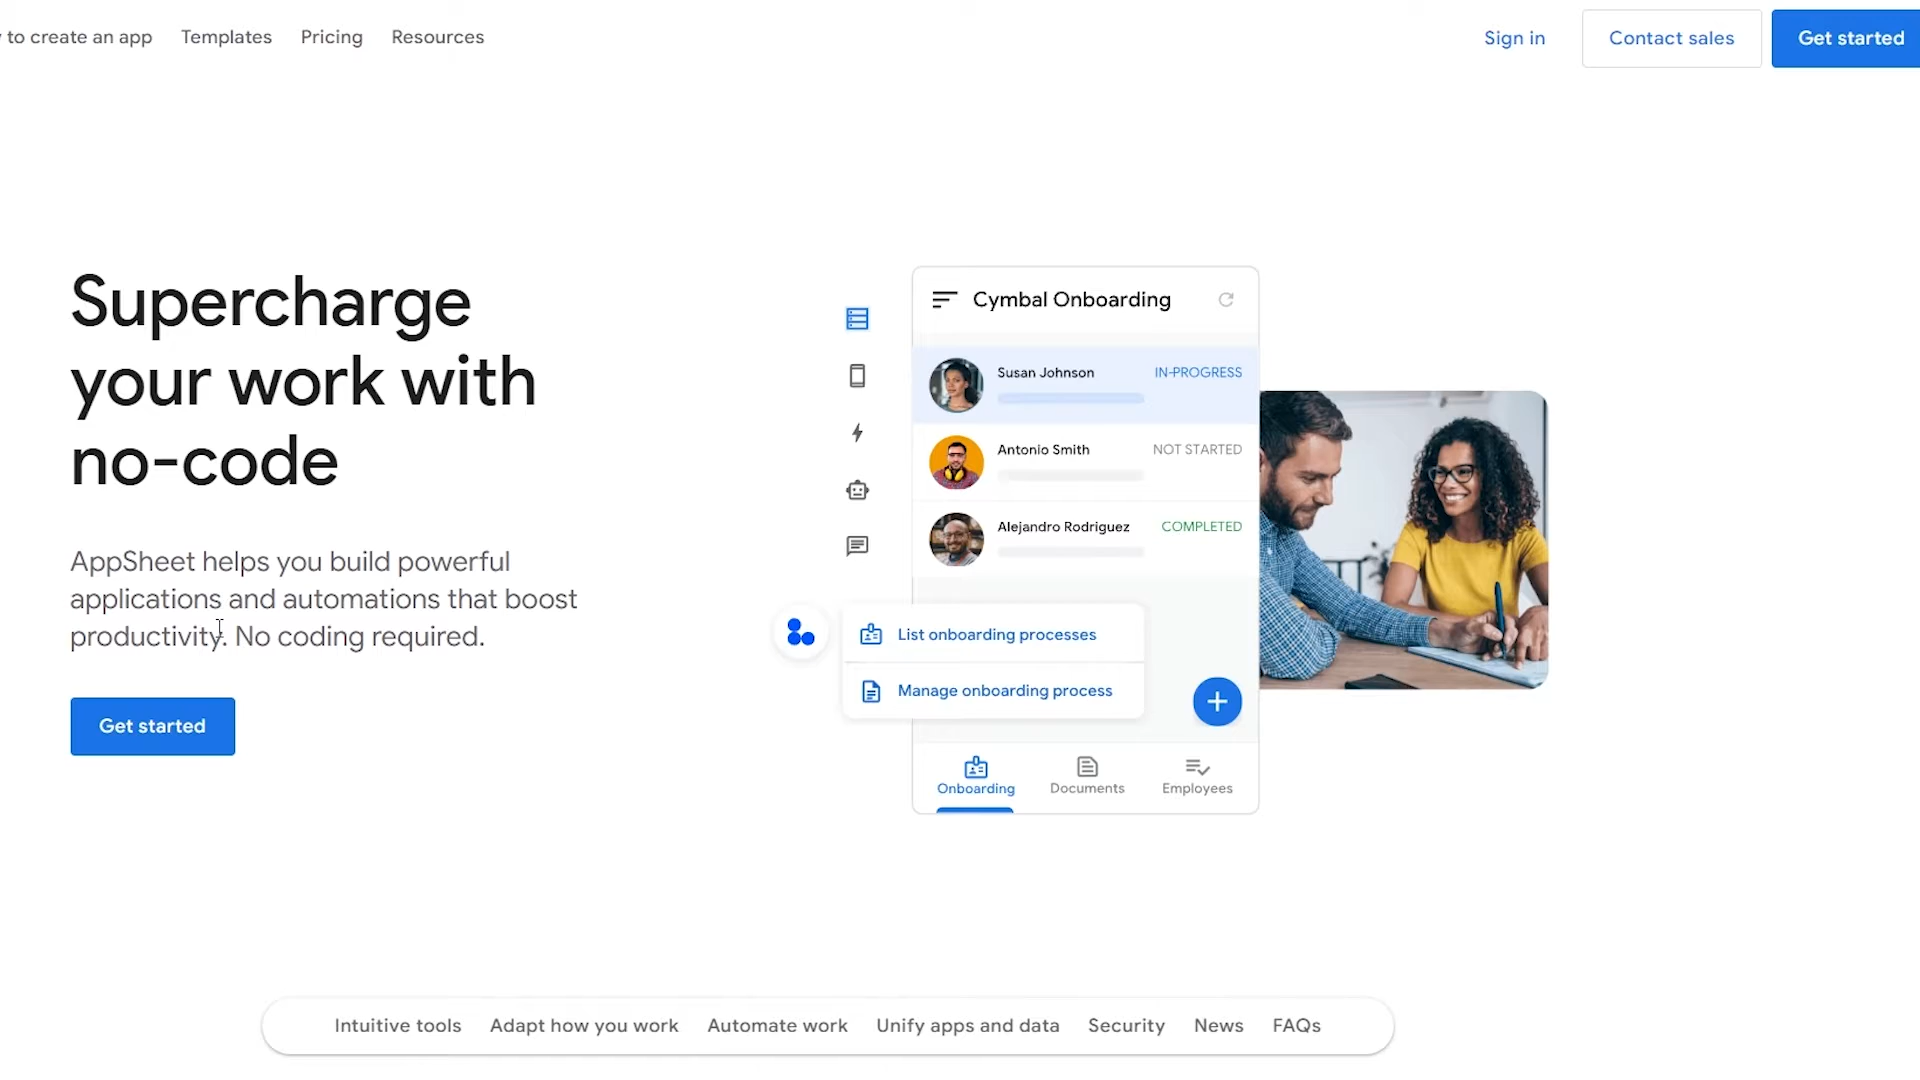 to create an app Templates Pricing Resources Sign in Contact sales Get started
Supercharge
your work with
no-code
AppSheet helps you build powerful
applications and automations that boost
productivity. No coding required.
Get started
Cymbal Onboarding
Susan Johnson IN-PROGRESS
Antonio Smith NOT STARTED
Alejandro Rodriguez COMPLETED
List onboarding processes
Manage onboarding process
Onboarding Documents Employees
Intuitive tools Adapt how you work Automate work Unify apps and data Security News FAQs